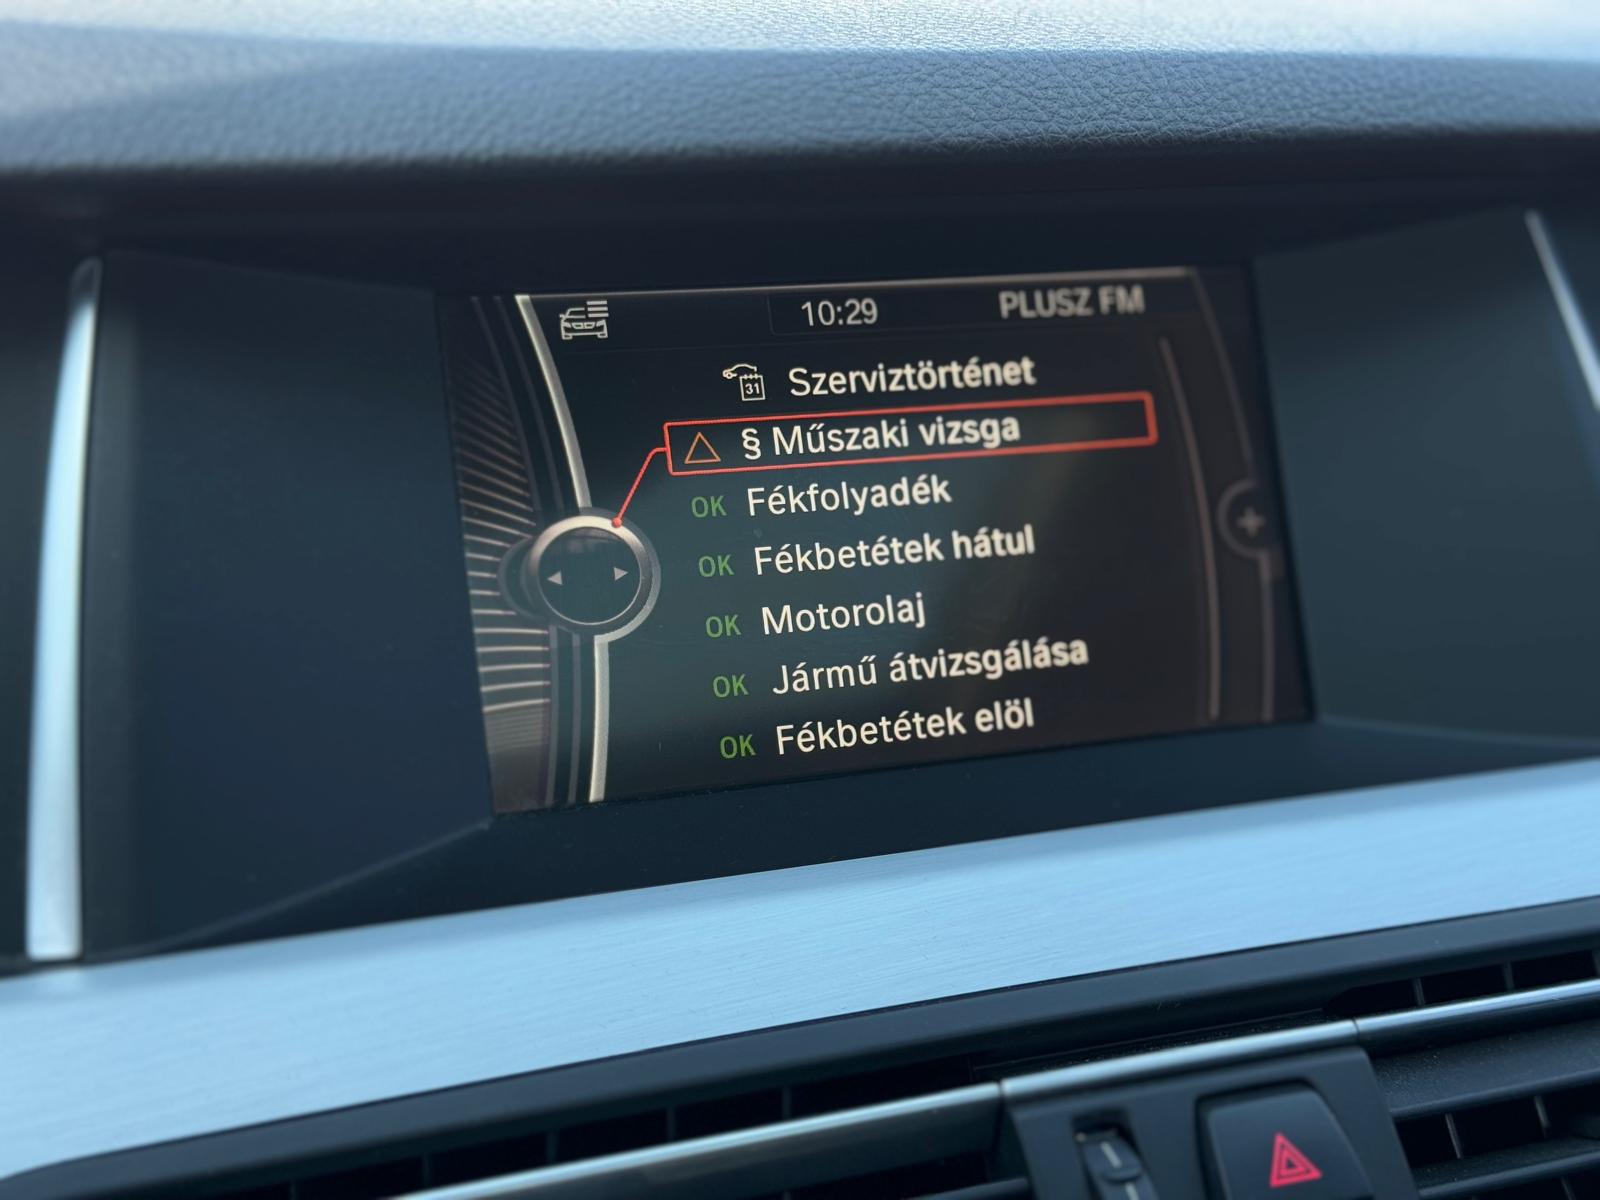 10:29 PLUSZ FM
31 Szerviztörténet
§ Műszaki vizsga
OK Fékfolyadék
OK Fékbetétek hátul
OK Motorolaj
OK Jármű átvizsgálása
OK Fékbetétek elöl